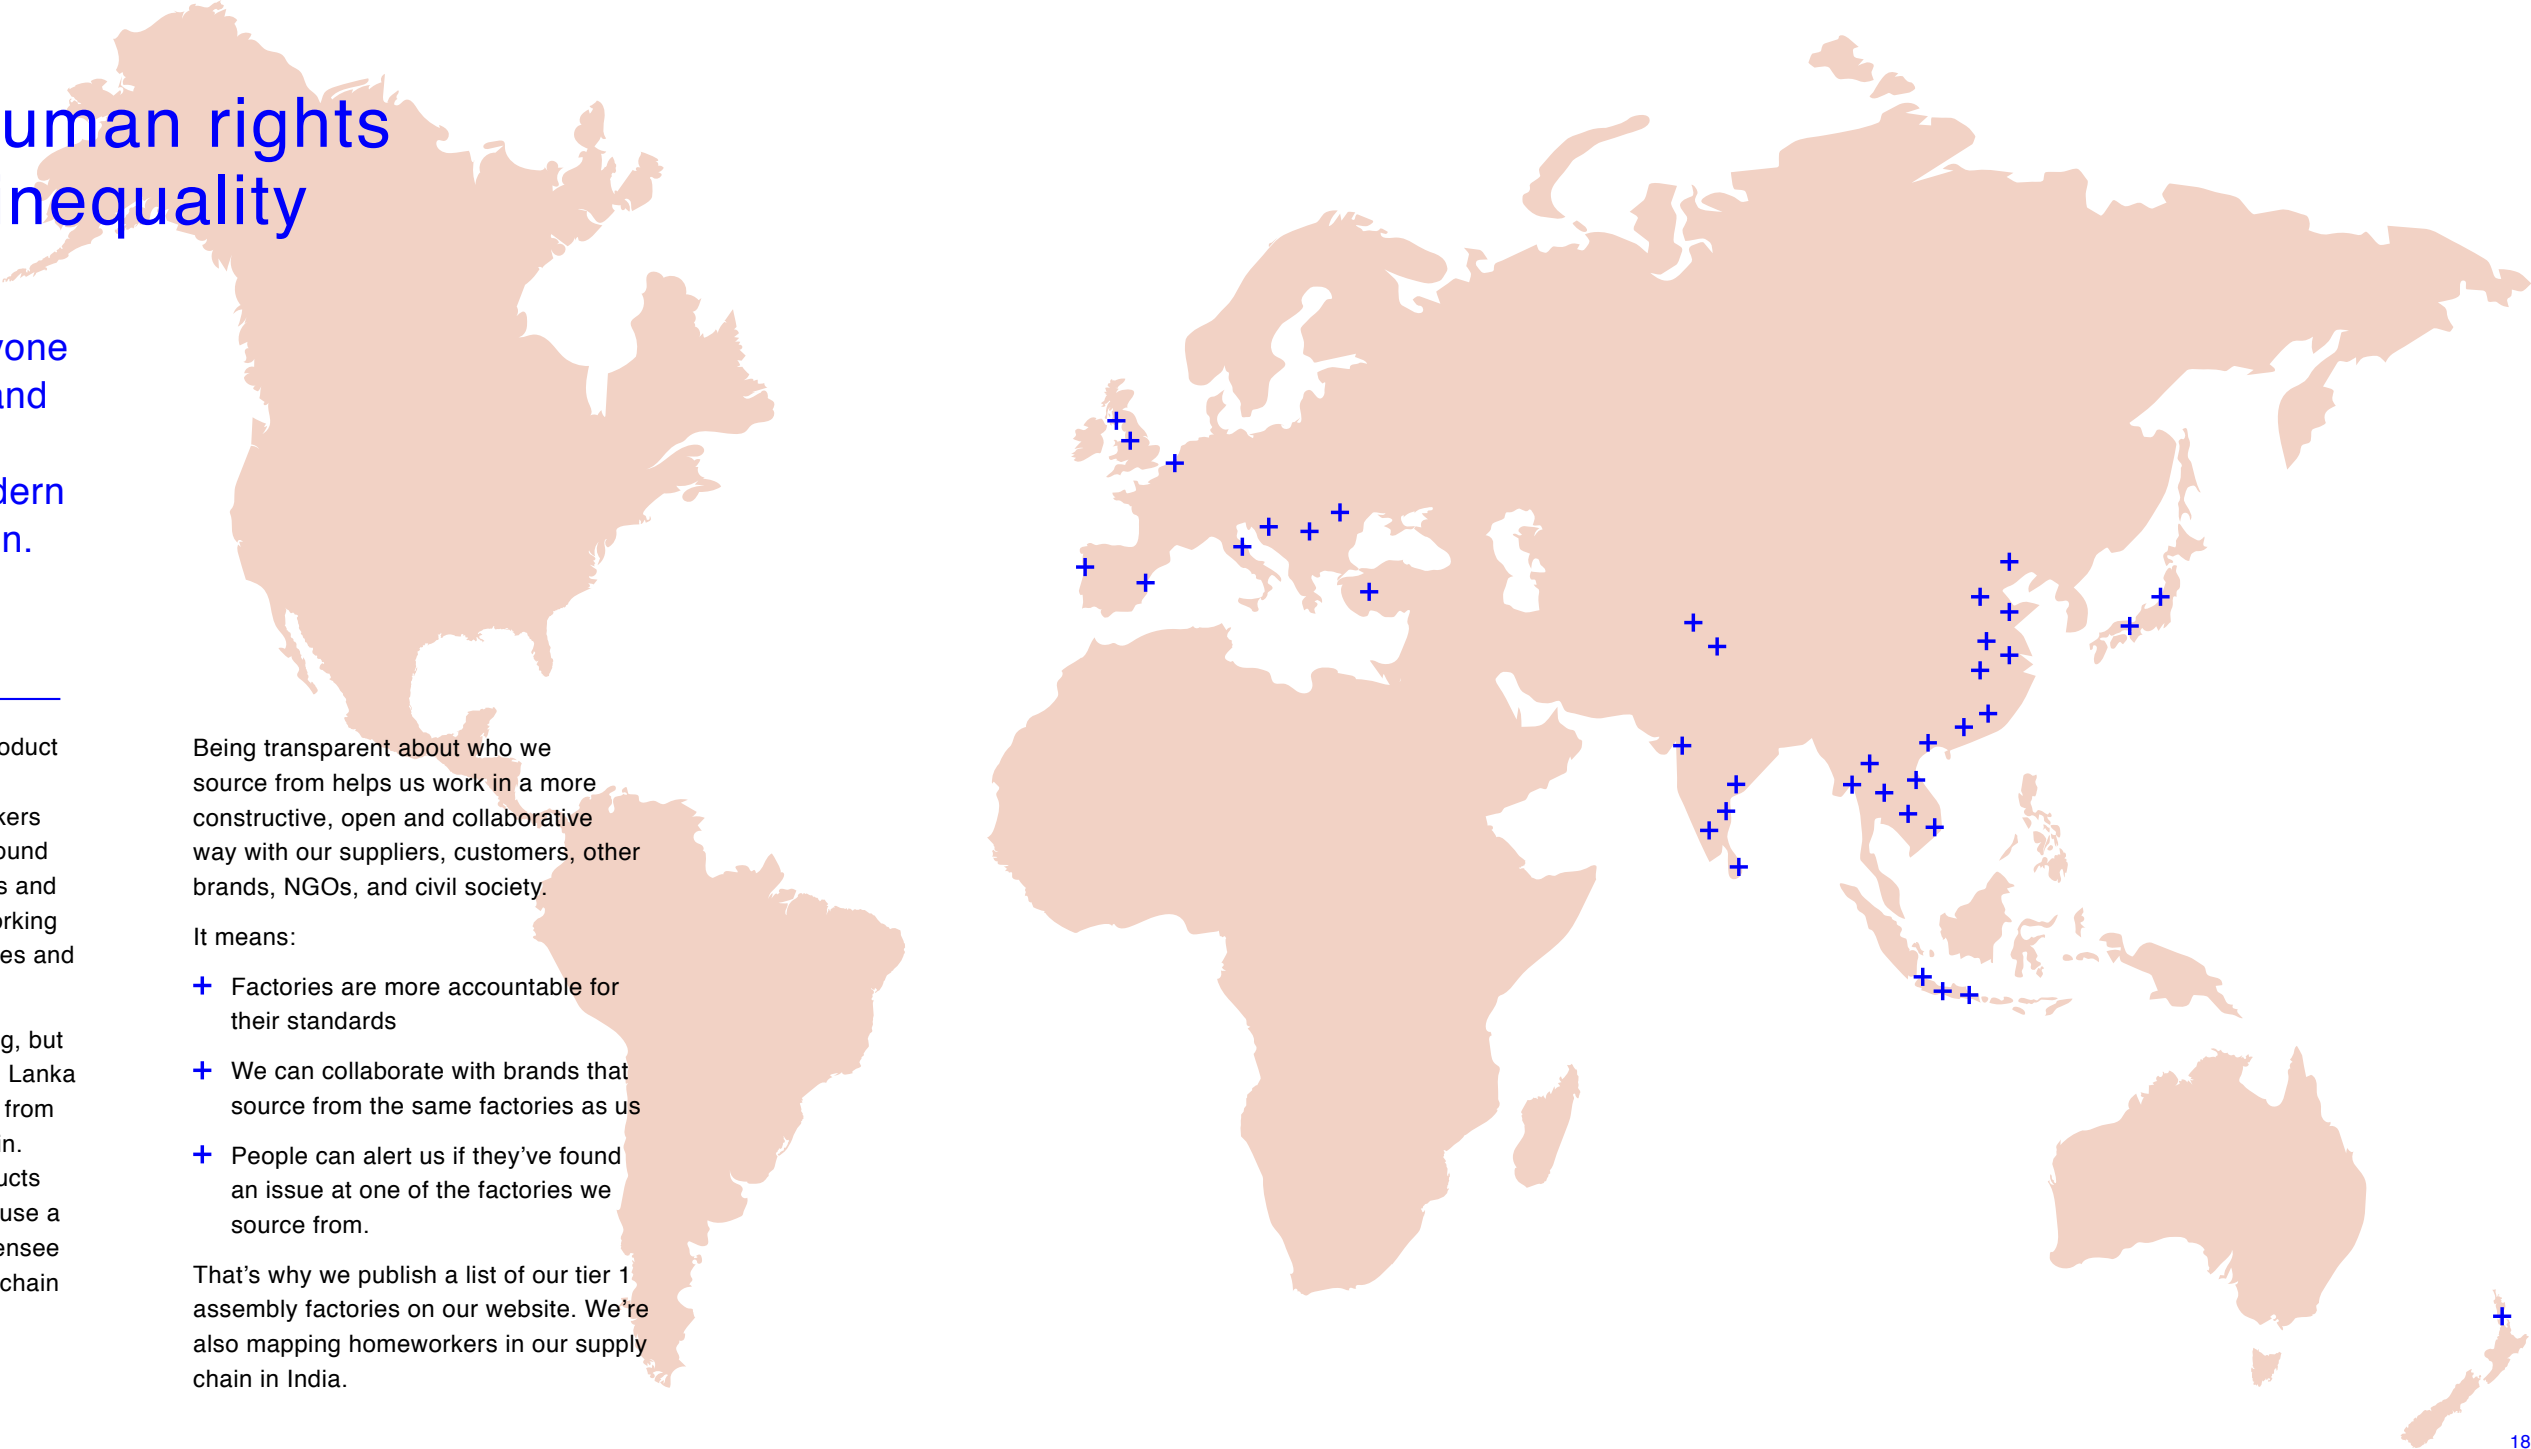 uman rights
nequality
yone
and
dern
n.
oduct
kers
ound
s and
orking
es and
g, but
Lanka
from
in.
ucts
use a
ensee
chain
Being transparent about who we
source from helps us work in a more
constructive, open and collaborative
way with our suppliers, customers, other
brands, NGOs, and civil society.
It means:
+ Factories are more accountable for
their standards
+ We can collaborate with brands that
source from the same factories as us
+ People can alert us if they’ve found
an issue at one of the factories we
source from.
That’s why we publish a list of our tier 1
assembly factories on our website. We’re
also mapping homeworkers in our supply
chain in India.
18